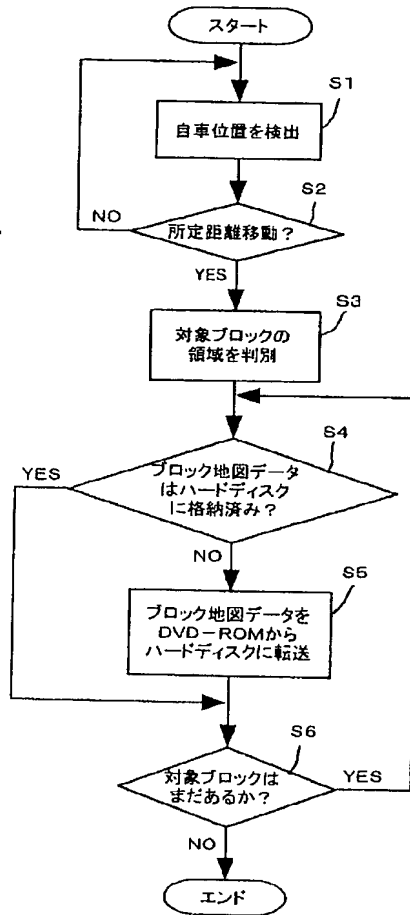 スタート
S1
自車位置を検出
S2
NO
所定距離移動?
YES
S3
対象ブロックの
領域を判別
S4
YES
ブロック地図データ
はハードディスク
に格納済み?
NO
S5
ブロック地図データを
DVD-ROMから
ハードディスクに転送
S6
対象ブロックは
まだあるか?
YES
NO
エンド